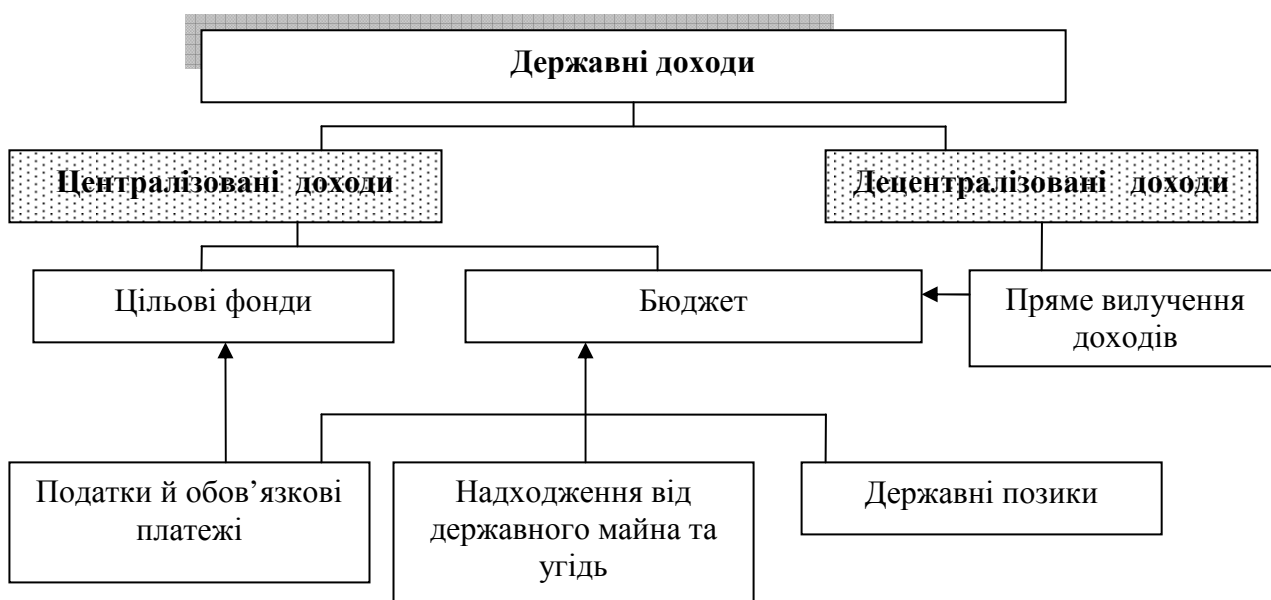 Державні доходи
Централізовані доходи
Децентралізовані доходи
Цільові фонди
Бюджет
Пряме вилучення
доходів
Податки й обов’язкові
платежі
Надходження від
державного майна та
угідь
Державні позики